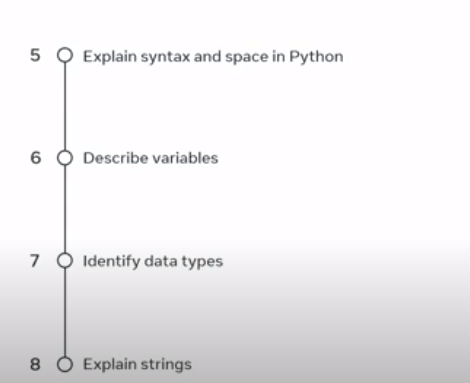 5 Explain syntax and space in Python
6 Describe variables
7 Identify data types
8 Explain strings